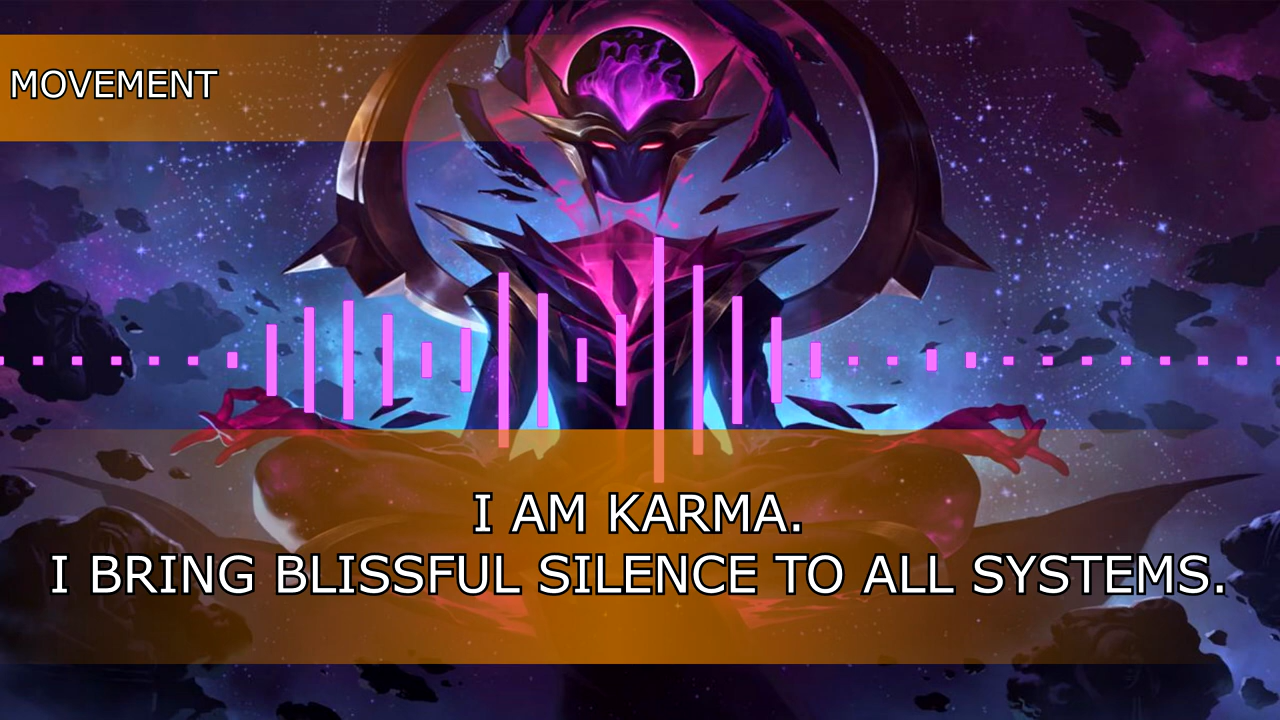 MOVEMENT
I AM KARMA.
I BRING BLISSFUL SILENCE TO ALL SYSTEMS.